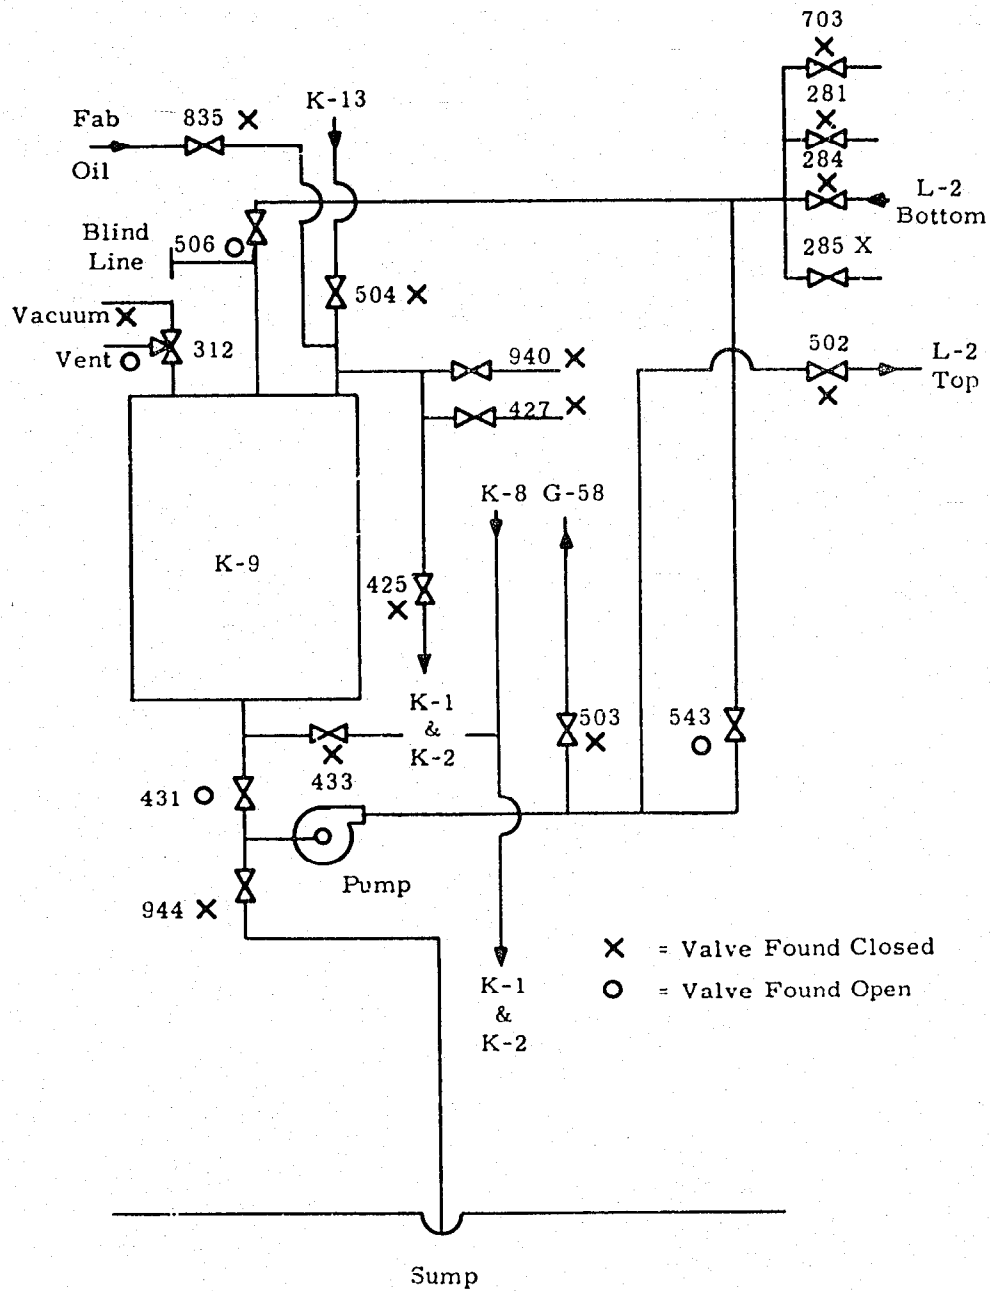 703
281
284
L-2
Bottom
285 X
K-13
835
Fab
Oil
Blind
Line
506
504
Vacuum
Vent
312
940
427
502
L-2
Top
K-8 G-58
K-9
425
K-1
&
K-2
503
543
433
431
Pump
944
K-1
&
K-2
X = Valve Found Closed
O = Valve Found Open
Sump